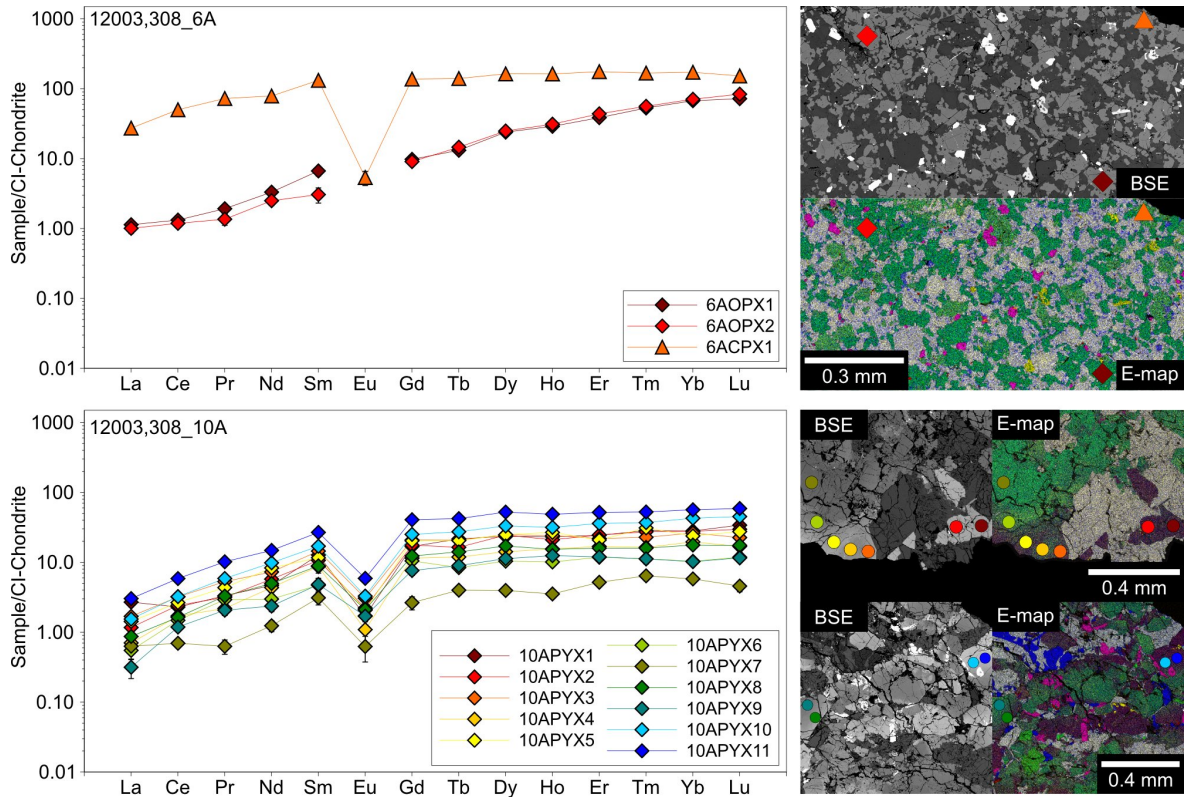 12003,308_6A
Sample/CI-Chondrite
1000
100
10.0
1.00
0.10
0.01
6AOPX1
6AOPX2
6ACPX1
La Ce Pr Nd Sm Eu Gd Tb Dy Ho Er Tm Yb Lu
BSE
0.3 mm
E-map
12003,308_10A
Sample/CI-Chondrite
1000
100
10.0
1.00
0.10
0.01
10APYX1 10APYX6
10APYX2 10APYX7
10APYX3 10APYX8
10APYX4 10APYX9
10APYX5 10APYX10
10APYX11
La Ce Pr Nd Sm Eu Gd Tb Dy Ho Er Tm Yb Lu
BSE E-map
0.4 mm
BSE E-map
0.4 mm